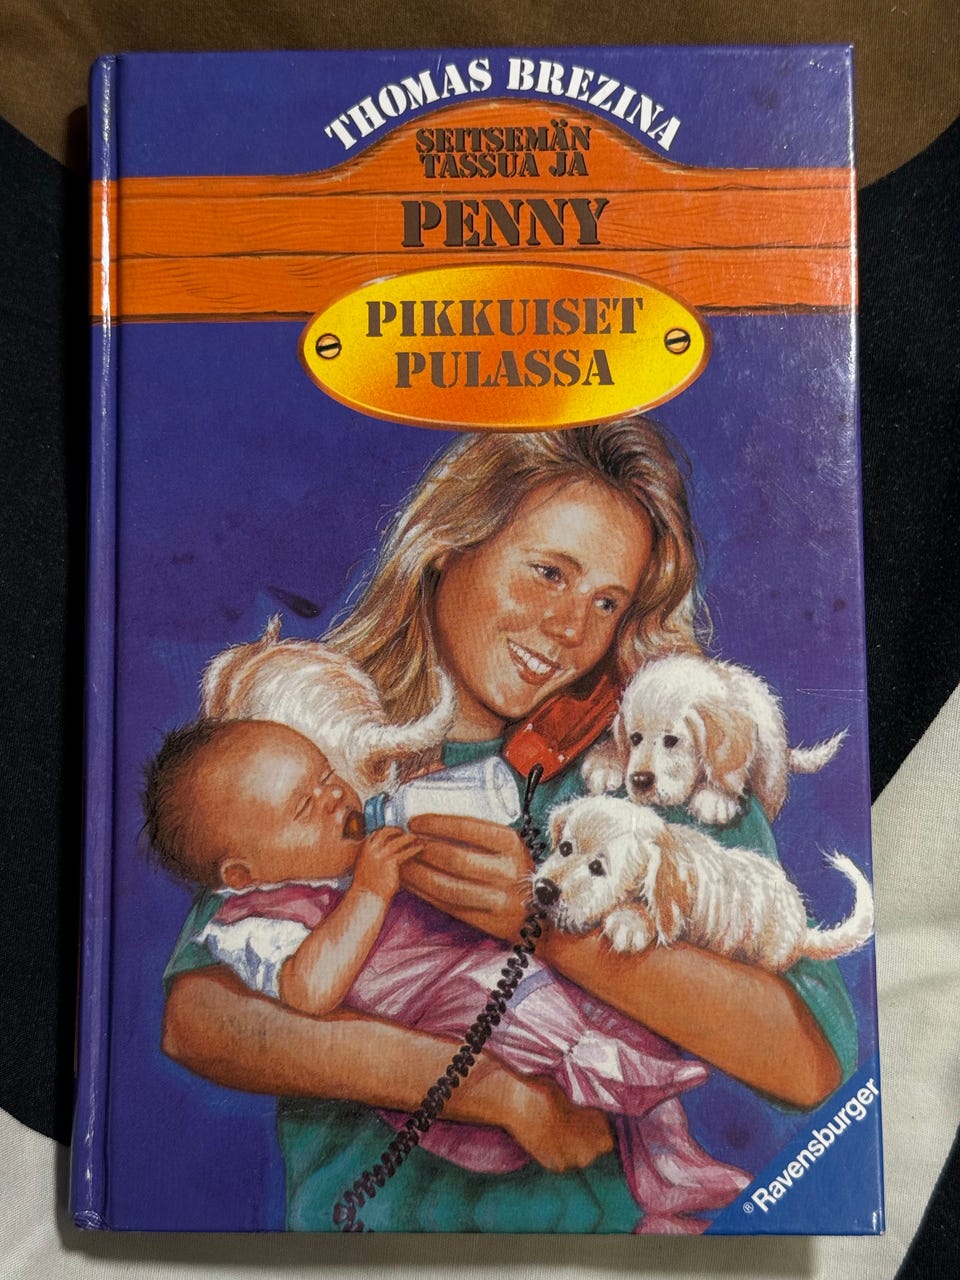 THOMAS BREZINA
SEITSEMÄN
TASSUA JA
PENNY
PIKKUISET
PULASSA
® Ravensburger